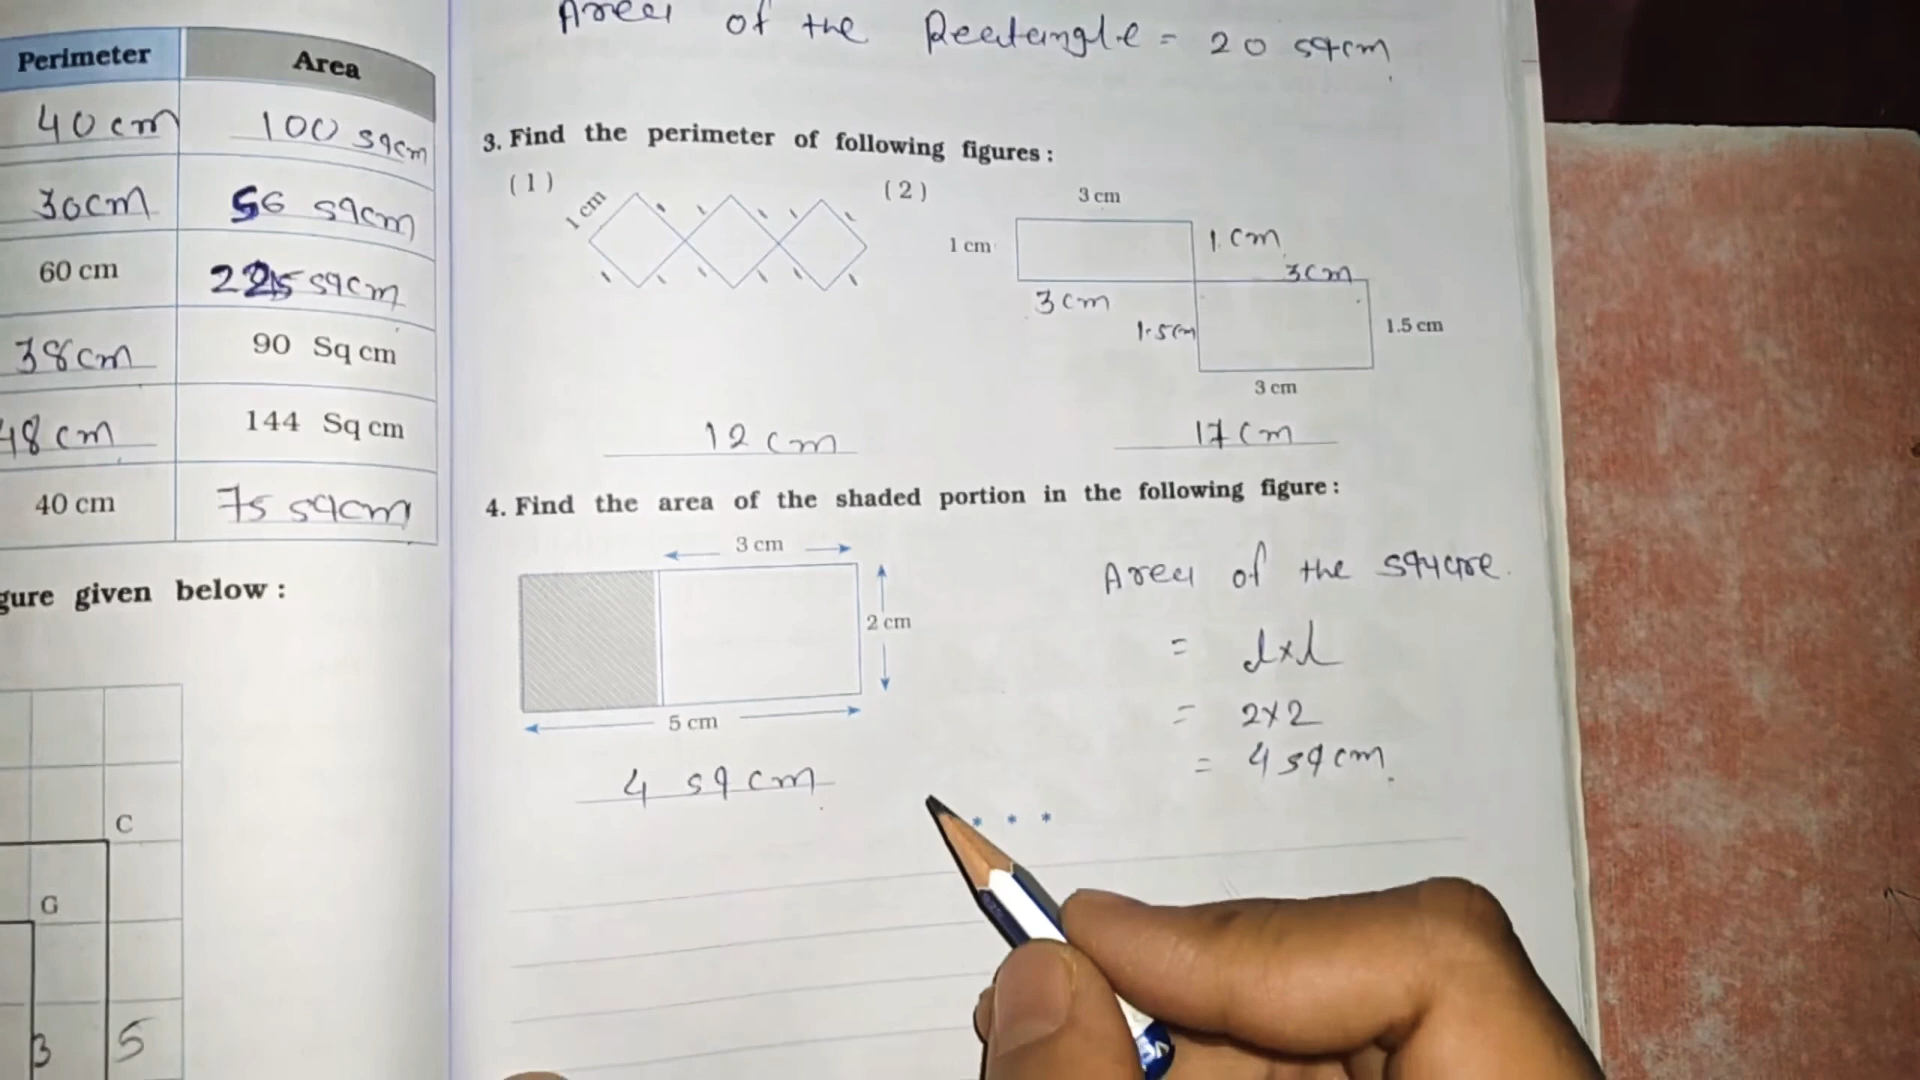 Perimeter Area
40 cm 100 sqcm
30cm 56 sqcm
60 cm 225 sqcm
38cm 90 Sq cm
48 cm 144 Sq cm
40 cm 75 sqcm
gure given below :
C
G
3 5
Area of the Rectangle = 20 sqcm
3. Find the perimeter of following figures :
( 1 ) ( 2 )
1 cm
3 cm
1 cm 1 cm
3cm
3 cm
1.5cm 1.5 cm
3 cm
12 cm 17 cm
4. Find the area of the shaded portion in the following figure :
3 cm
2 cm
5 cm
4 sq cm
Area of the square.
= l×l
= 2×2
= 4 sq cm.
* * *